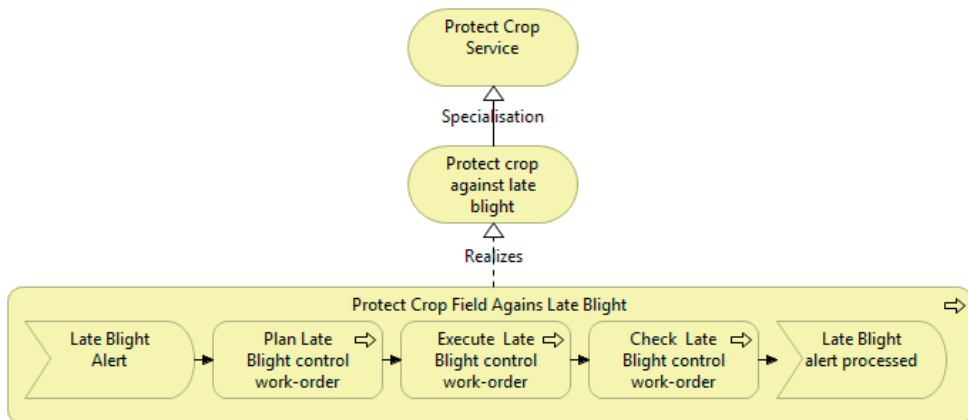 Protect Crop
Service
Specialisation
Protect crop
against late
blight
Realizes
Protect Crop Field Agains Late Blight
Late Blight
Alert
Plan Late
Blight control
work-order
Execute Late
Blight control
work-order
Check Late
Blight control
work-order
Late Blight
alert processed